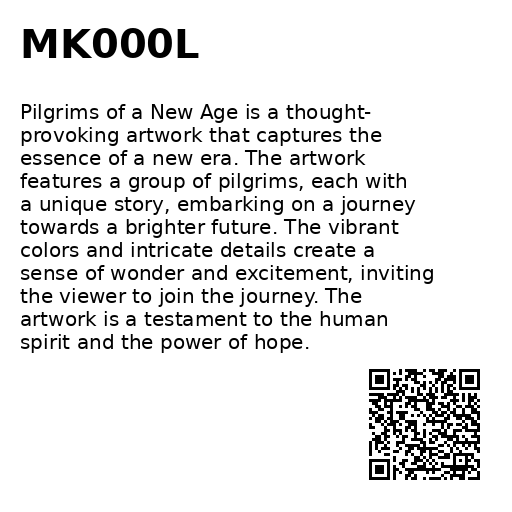 MK000L
Pilgrims of a New Age is a thought-
provoking artwork that captures the
essence of a new era. The artwork
features a group of pilgrims, each with
a unique story, embarking on a journey
towards a brighter future. The vibrant
colors and intricate details create a
sense of wonder and excitement, inviting
the viewer to join the journey. The
artwork is a testament to the human
spirit and the power of hope.